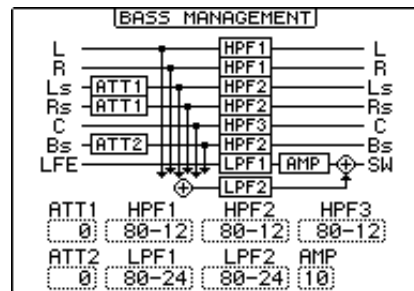 BASS MANAGEMENT
L HPF1 L
R HPF1 R
Ls ATT1 HPF2 Ls
Rs ATT1 HPF2 Rs
C HPF3 C
Bs ATT2 HPF2 Bs
LFE LPF1 AMP SW
LPF2
ATT1 HPF1 HPF2 HPF3
0 80-12 80-12 80-12
ATT2 LPF1 LPF2 AMP
0 80-24 80-24 10